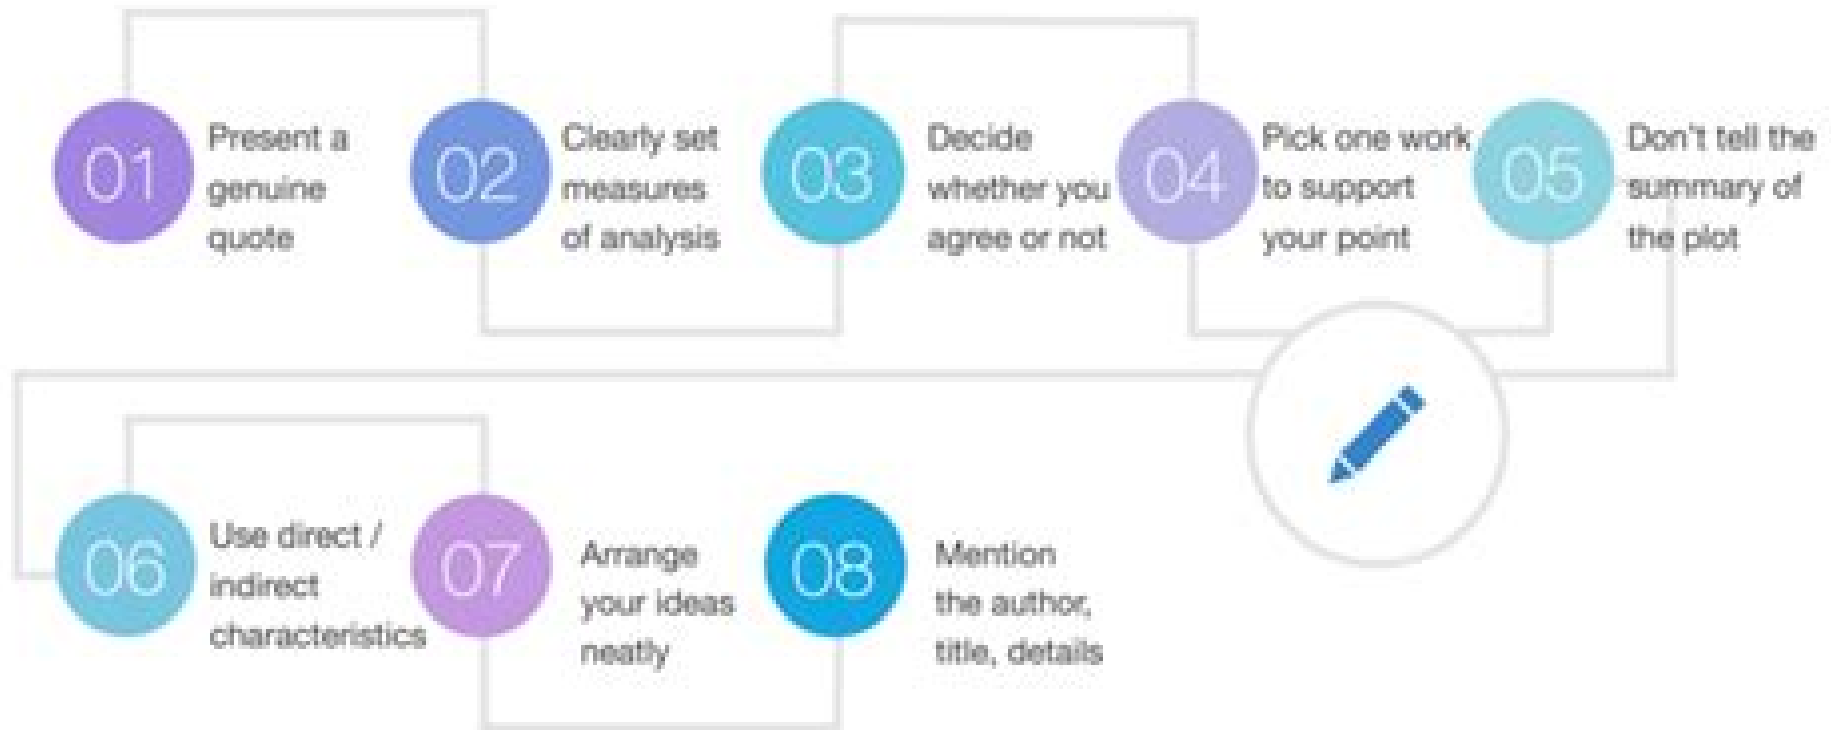 01
Present a
genuine
quote
02
Clearly set
measures
of analysis
03
Decide
whether you
agree or not
04
Pick one work
to support
your point
05
Don't tell the
summary of
the plot
06
Use direct /
indirect
characteristics
07
Arrange
your ideas
neatly
08
Mention
the author,
title, details